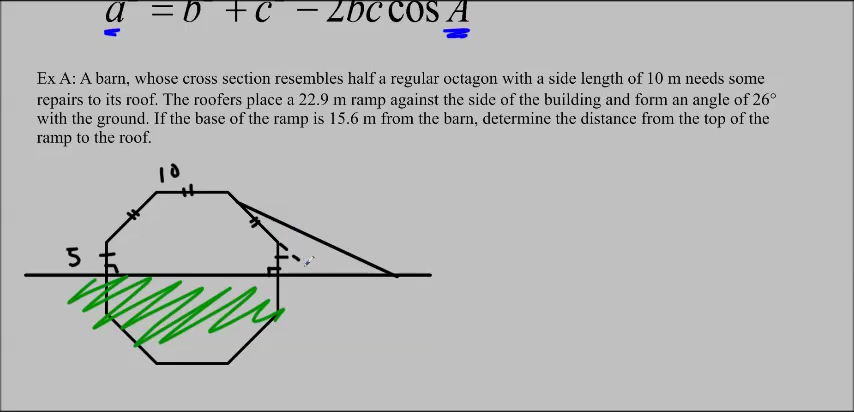 a = b + c − 2bc cos A
Ex A: A barn, whose cross section resembles half a regular octagon with a side length of 10 m needs some
repairs to its roof. The roofers place a 22.9 m ramp against the side of the building and form an angle of 26°
with the ground. If the base of the ramp is 15.6 m from the barn, determine the distance from the top of the
ramp to the roof.
10
5